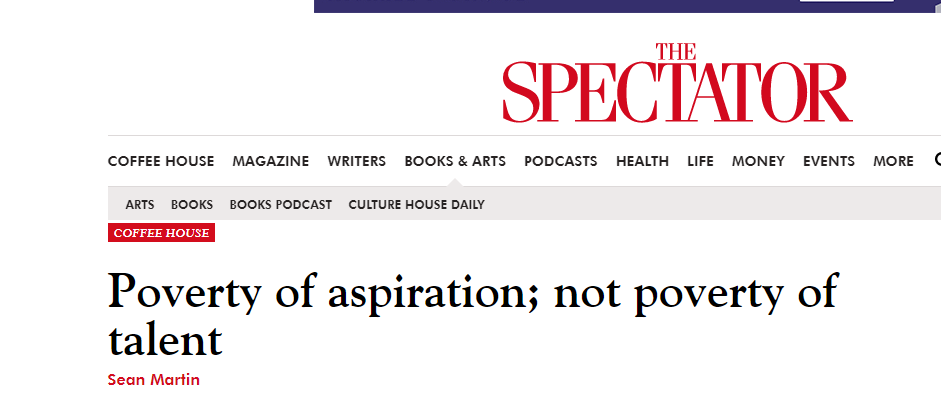 THE
SPECTATOR
COFFEE HOUSE MAGAZINE WRITERS BOOKS & ARTS PODCASTS HEALTH LIFE MONEY EVENTS MORE
ARTS BOOKS BOOKS PODCAST CULTURE HOUSE DAILY
COFFEE HOUSE
Poverty of aspiration; not poverty of
talent
Sean Martin